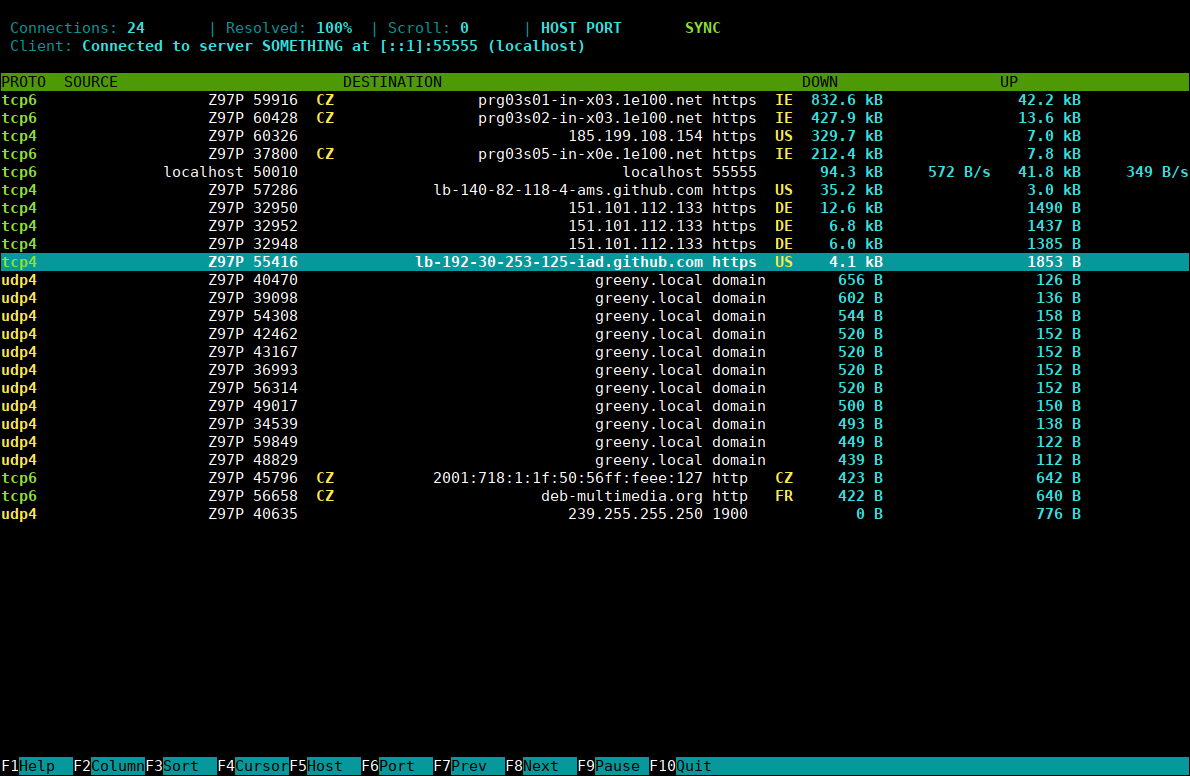 Connections: 24 | Resolved: 100% | Scroll: 0 | HOST PORT SYNC
Client: Connected to server SOMETHING at [::1]:55555 (localhost)
PROTO SOURCE DESTINATION DOWN UP
tcp6 Z97P 59916 CZ prg03s01-in-x03.1e100.net https IE 832.6 kB 42.2 kB
tcp6 Z97P 60428 CZ prg03s02-in-x03.1e100.net https IE 427.9 kB 13.6 kB
tcp4 Z97P 60326 185.199.108.154 https US 329.7 kB 7.0 kB
tcp6 Z97P 37800 CZ prg03s05-in-x0e.1e100.net https IE 212.4 kB 7.8 kB
tcp6 localhost 50010 localhost 55555 94.3 kB 572 B/s 41.8 kB 349 B/s
tcp4 Z97P 57286 lb-140-82-118-4-ams.github.com https US 35.2 kB 3.0 kB
tcp4 Z97P 32950 151.101.112.133 https DE 12.6 kB 1490 B
tcp4 Z97P 32952 151.101.112.133 https DE 6.8 kB 1437 B
tcp4 Z97P 32948 151.101.112.133 https DE 6.0 kB 1385 B
tcp4 Z97P 55416 lb-192-30-253-125-iad.github.com https US 4.1 kB 1853 B
udp4 Z97P 40470 greeny.local domain 656 B 126 B
udp4 Z97P 39098 greeny.local domain 602 B 136 B
udp4 Z97P 54308 greeny.local domain 544 B 158 B
udp4 Z97P 42462 greeny.local domain 520 B 152 B
udp4 Z97P 43167 greeny.local domain 520 B 152 B
udp4 Z97P 36993 greeny.local domain 520 B 152 B
udp4 Z97P 56314 greeny.local domain 520 B 152 B
udp4 Z97P 49017 greeny.local domain 500 B 150 B
udp4 Z97P 34539 greeny.local domain 493 B 138 B
udp4 Z97P 59849 greeny.local domain 449 B 122 B
udp4 Z97P 48829 greeny.local domain 439 B 112 B
tcp6 Z97P 45796 CZ 2001:718:1:1f:50:56ff:feee:127 http CZ 423 B 642 B
tcp6 Z97P 56658 CZ deb-multimedia.org http FR 422 B 640 B
udp4 Z97P 40635 239.255.255.250 1900 0 B 776 B
F1Help F2ColumnF3Sort F4CursorF5Host F6Port F7Prev F8Next F9Pause F10Quit